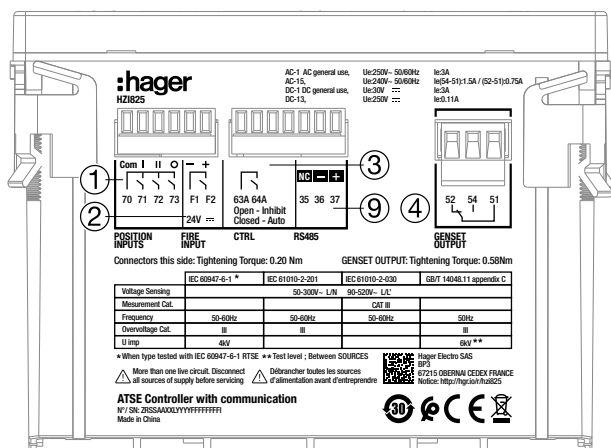 :hager
HZI825
AC-1 AC general use, Ue:250V~ 50/60Hz Ie:3A
AC-15, Ue:240V~ 50/60Hz Ie(54-51):1.5A / (52-51):0.75A
DC-1 DC general use, Ue:30V ⎓ Ie:3A
DC-13, Ue:250V ⎓ Ie:0.11A
Com I II O − +
NC − +
1 3
70 71 72 73 F1 F2 63A 64A 35 36 37 9 4 52 54 51
2 24V ⎓
Open - Inhibit
Closed - Auto
POSITION INPUTS
FIRE INPUT
CTRL
RS485
GENSET OUTPUT
Connectors this side: Tightening Torque: 0.20 Nm GENSET OUTPUT: Tightening Torque: 0.58Nm
IEC 60947-6-1 * IEC 61010-2-201 IEC 61010-2-030 GB/T 14048.11 appendix C
Voltage Sensing 50-300V~ L/N 90-520V~ L/L'
Mesurement Cat. CAT III
Frequency 50-60Hz 50-60Hz 50-60Hz 50Hz
Overvoltage Cat. III III III
U imp 4kV 6kV **
* When type tested with IEC 60947-6-1 RTSE ** Test level ; Between SOURCES
More than one live circuit. Disconnect
all sources of supply before servicing
Débrancher toutes les sources
d'alimentation avant d'entreprendre
Hager Electro SAS
BP3
67215 OBERNAI CEDEX FRANCE
Notice: http://hgr.io/r/hzi825
ATSE Controller with communication
N°/ SN: ZRSSAAXXLYYYYFFFFFFFI
Made in China
30 CE